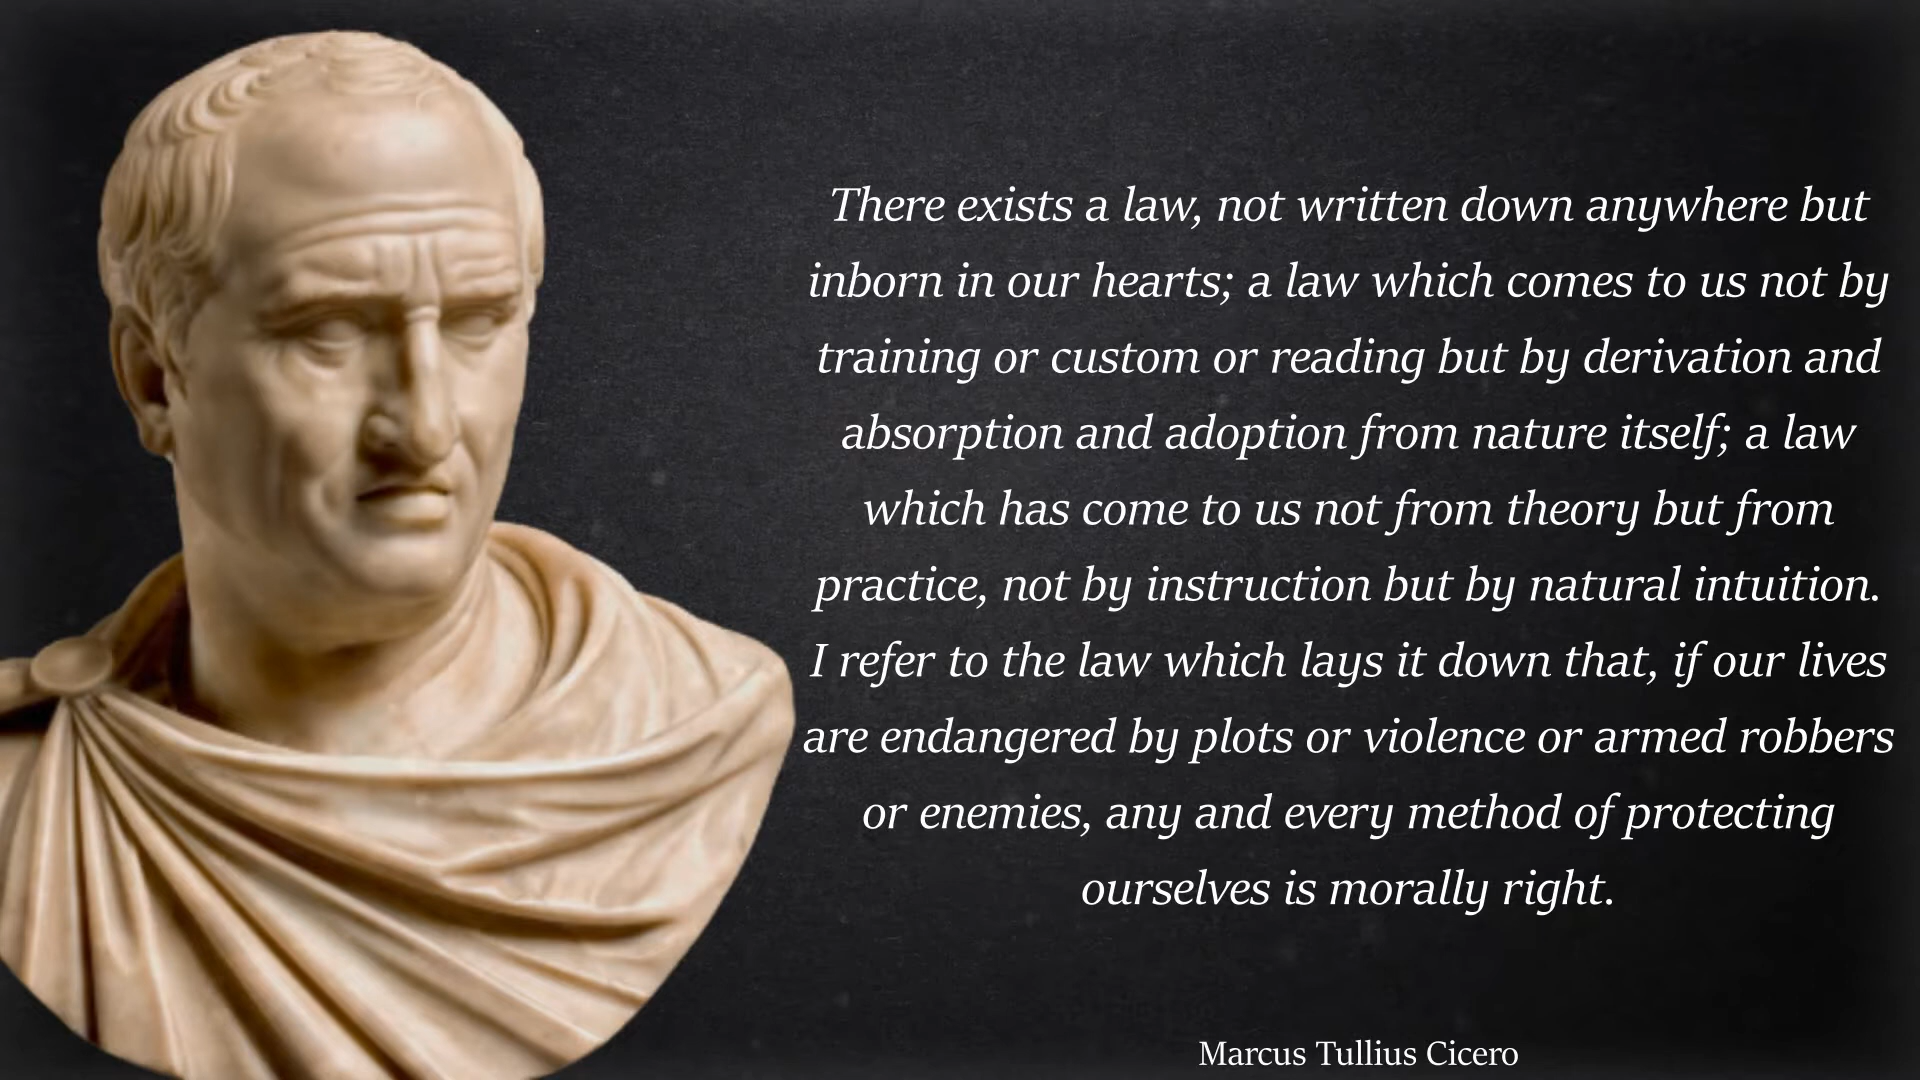 There exists a law, not written down anywhere but
inborn in our hearts; a law which comes to us not by
training or custom or reading but by derivation and
absorption and adoption from nature itself; a law
which has come to us not from theory but from
practice, not by instruction but by natural intuition.
I refer to the law which lays it down that, if our lives
are endangered by plots or violence or armed robbers
or enemies, any and every method of protecting
ourselves is morally right.
Marcus Tullius Cicero